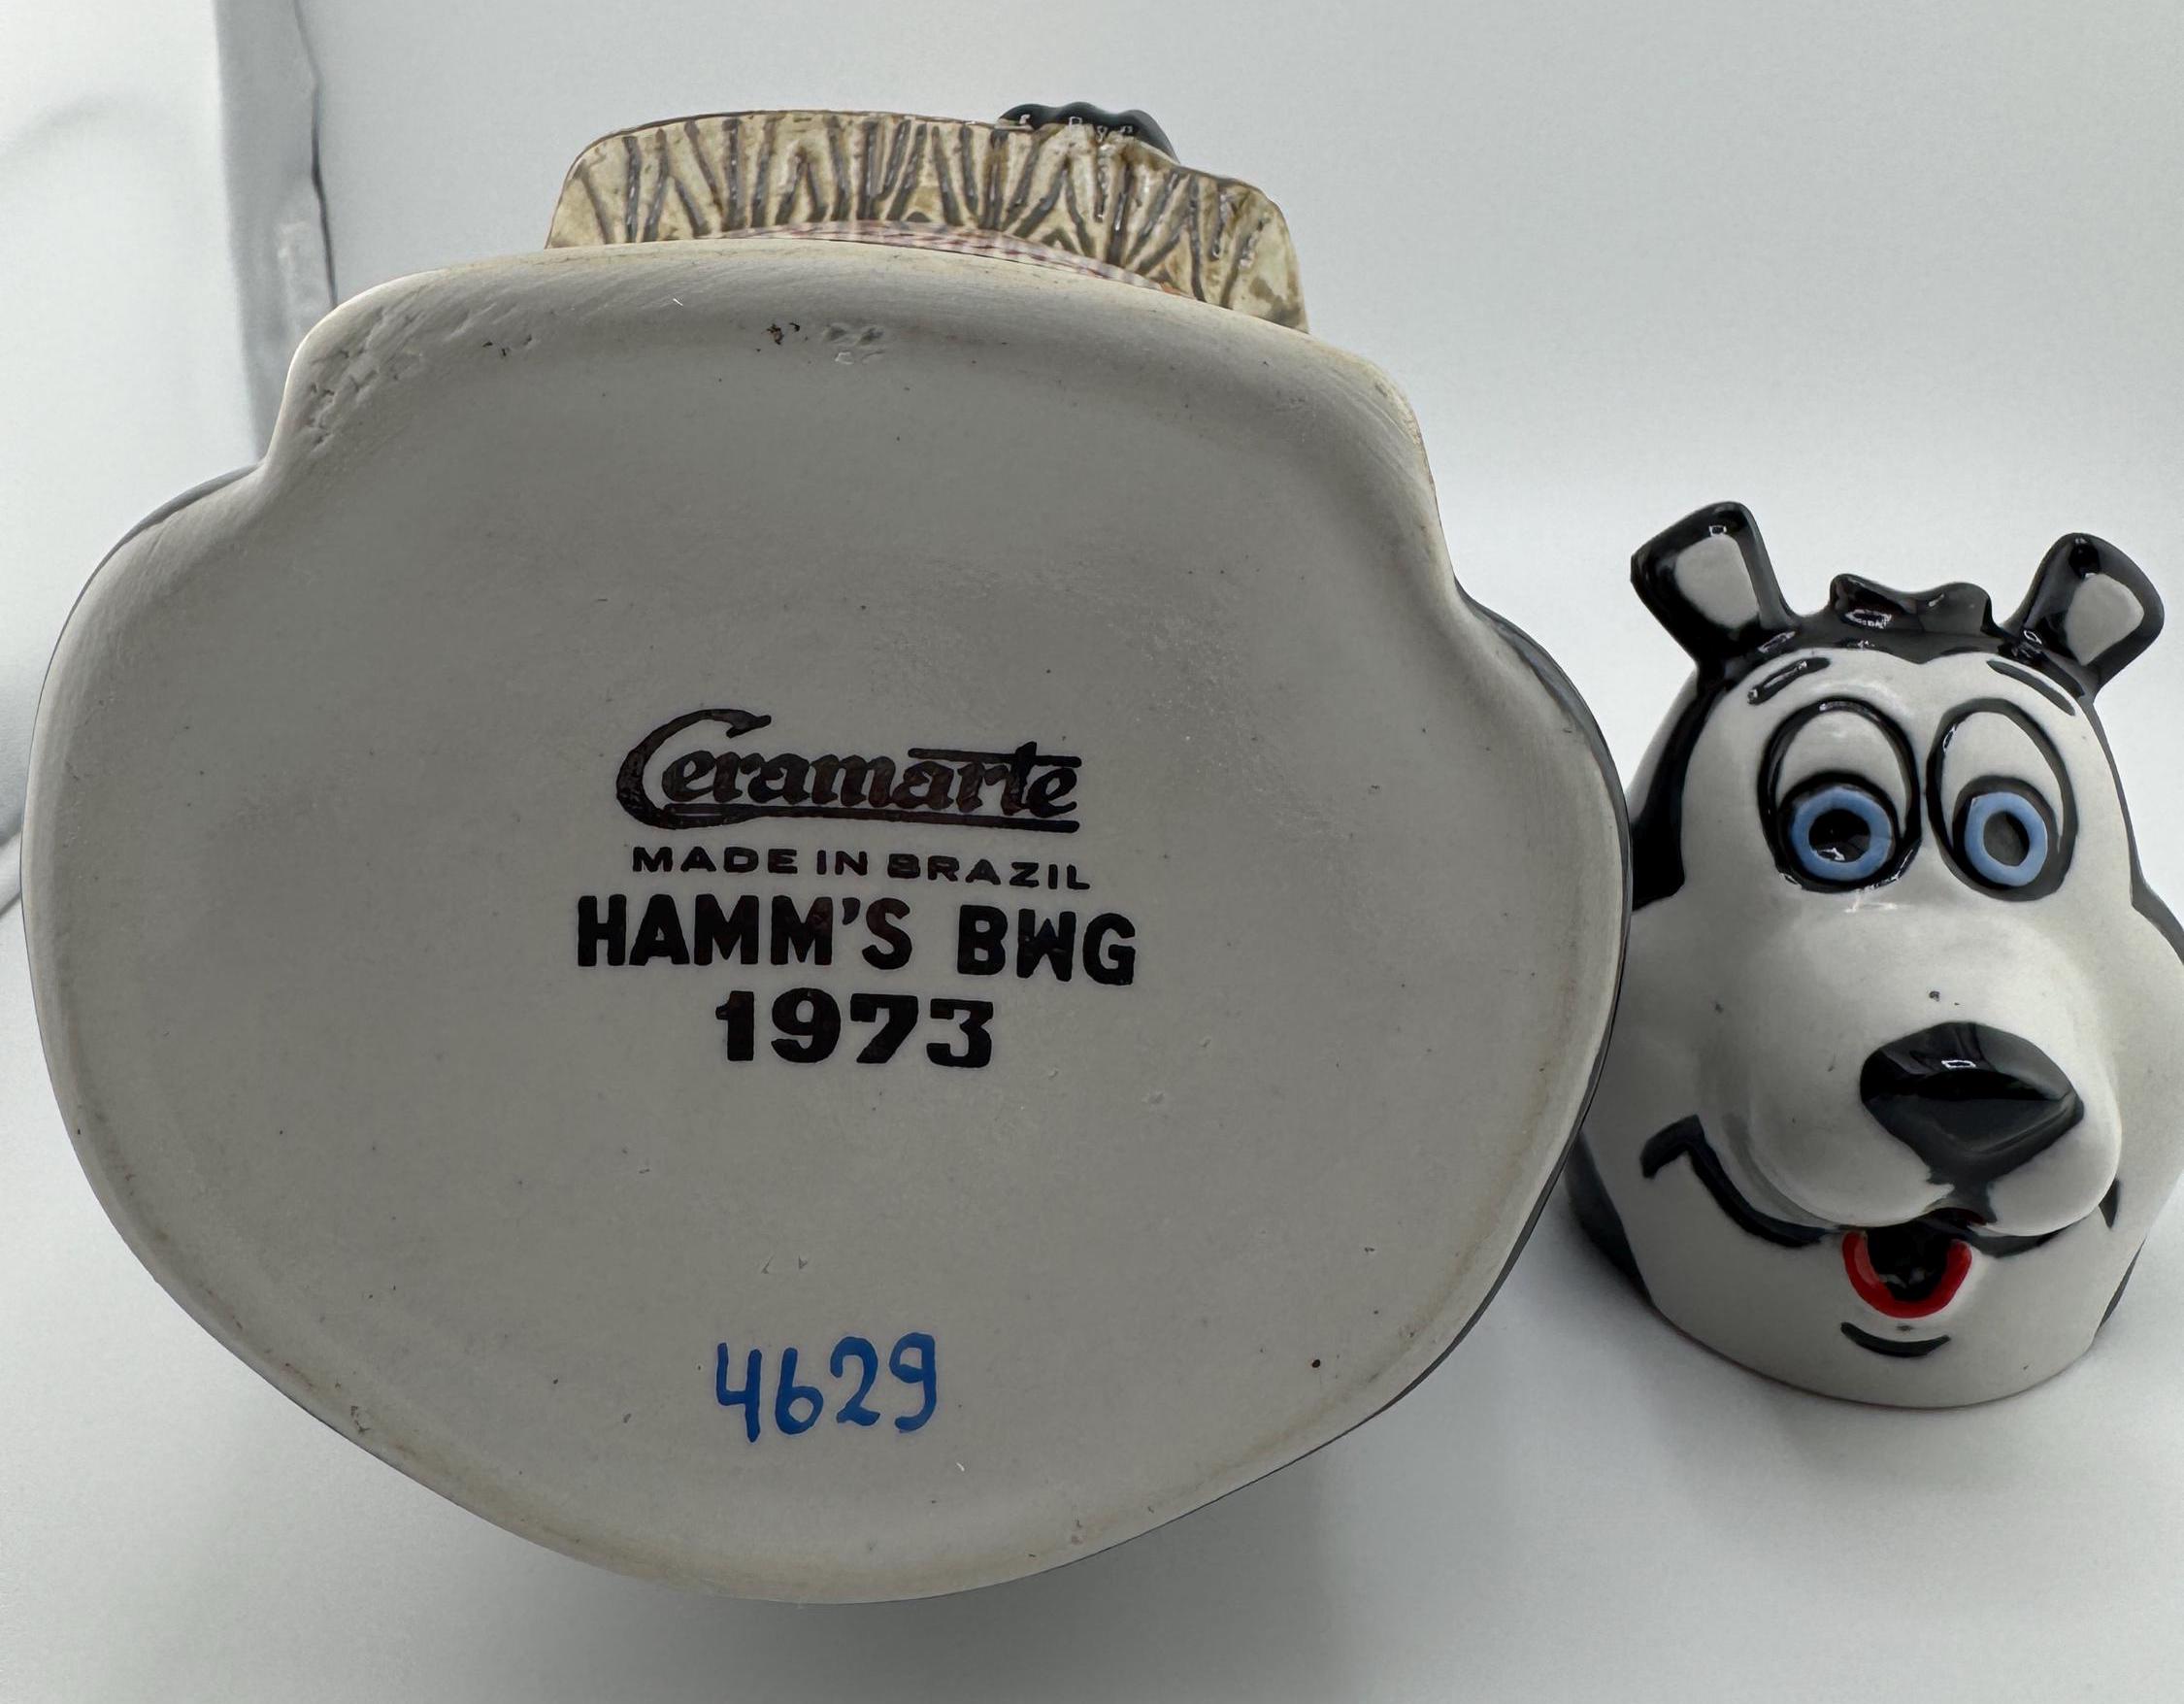 Ceramarte
MADE IN BRAZIL
HAMM'S BWG
1973
4629